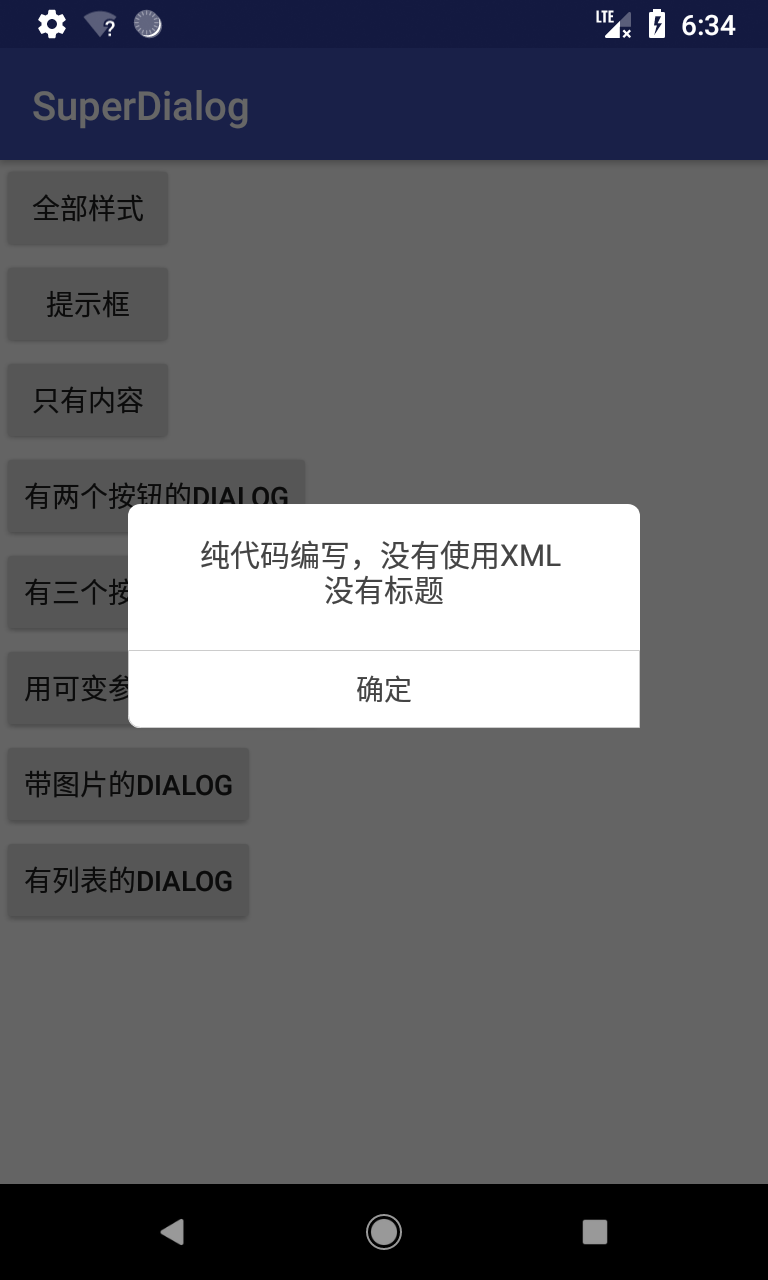 LTE 6:34
SuperDialog
全部样式
提示框
只有内容
有两个按钮的DIALOG
纯代码编写，没有使用XML
没有标题
有三个按
用可变参
确定
带图片的DIALOG
有列表的DIALOG